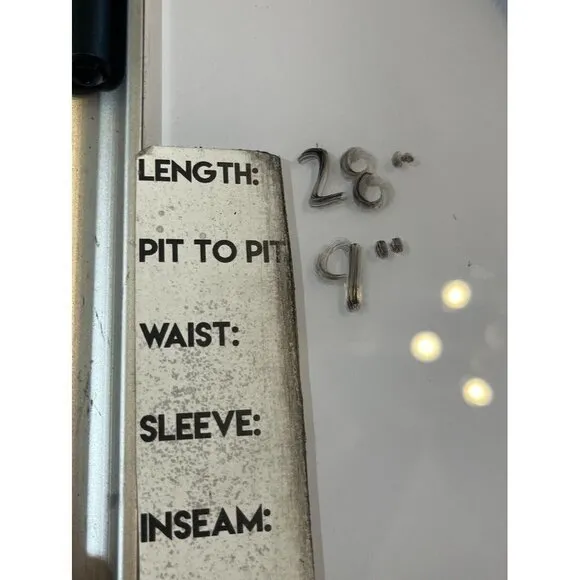 LENGTH: 28"
PIT TO PIT 9"
WAIST:
SLEEVE:
INSEAM: